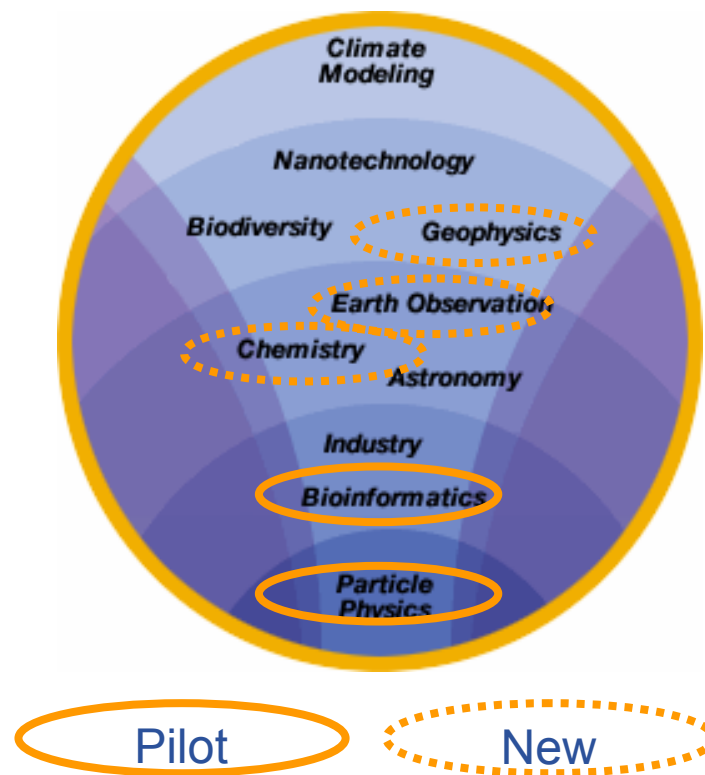 Climate
Modeling
Nanotechnology
Biodiversity Geophysics
Earth Observation
Chemistry
Astronomy
Industry
Bioinformatics
Particle
Physics
Pilot New